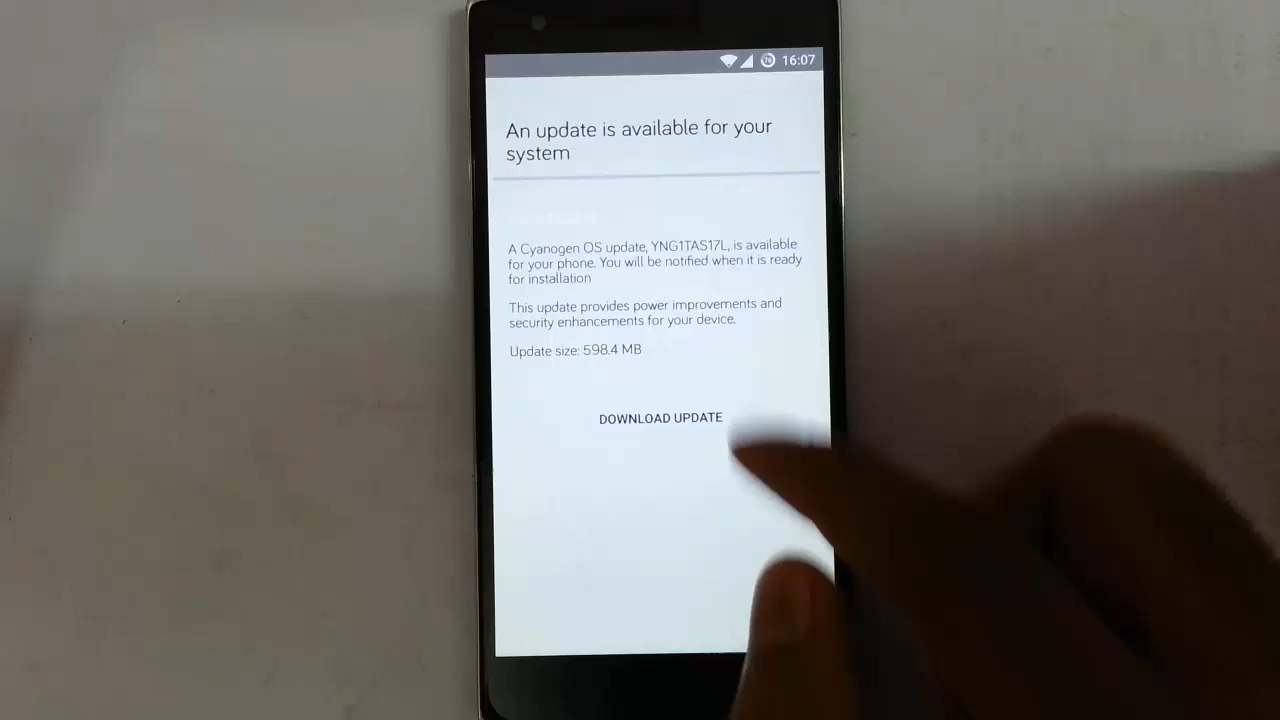 76
16:07
An update is available for your
system
A Cyanogen OS update, YNG1TAS17L, is available
for your phone. You will be notified when it is ready
for installation
This update provides power improvements and
security enhancements for your device.
Update size: 598.4 MB
DOWNLOAD UPDATE